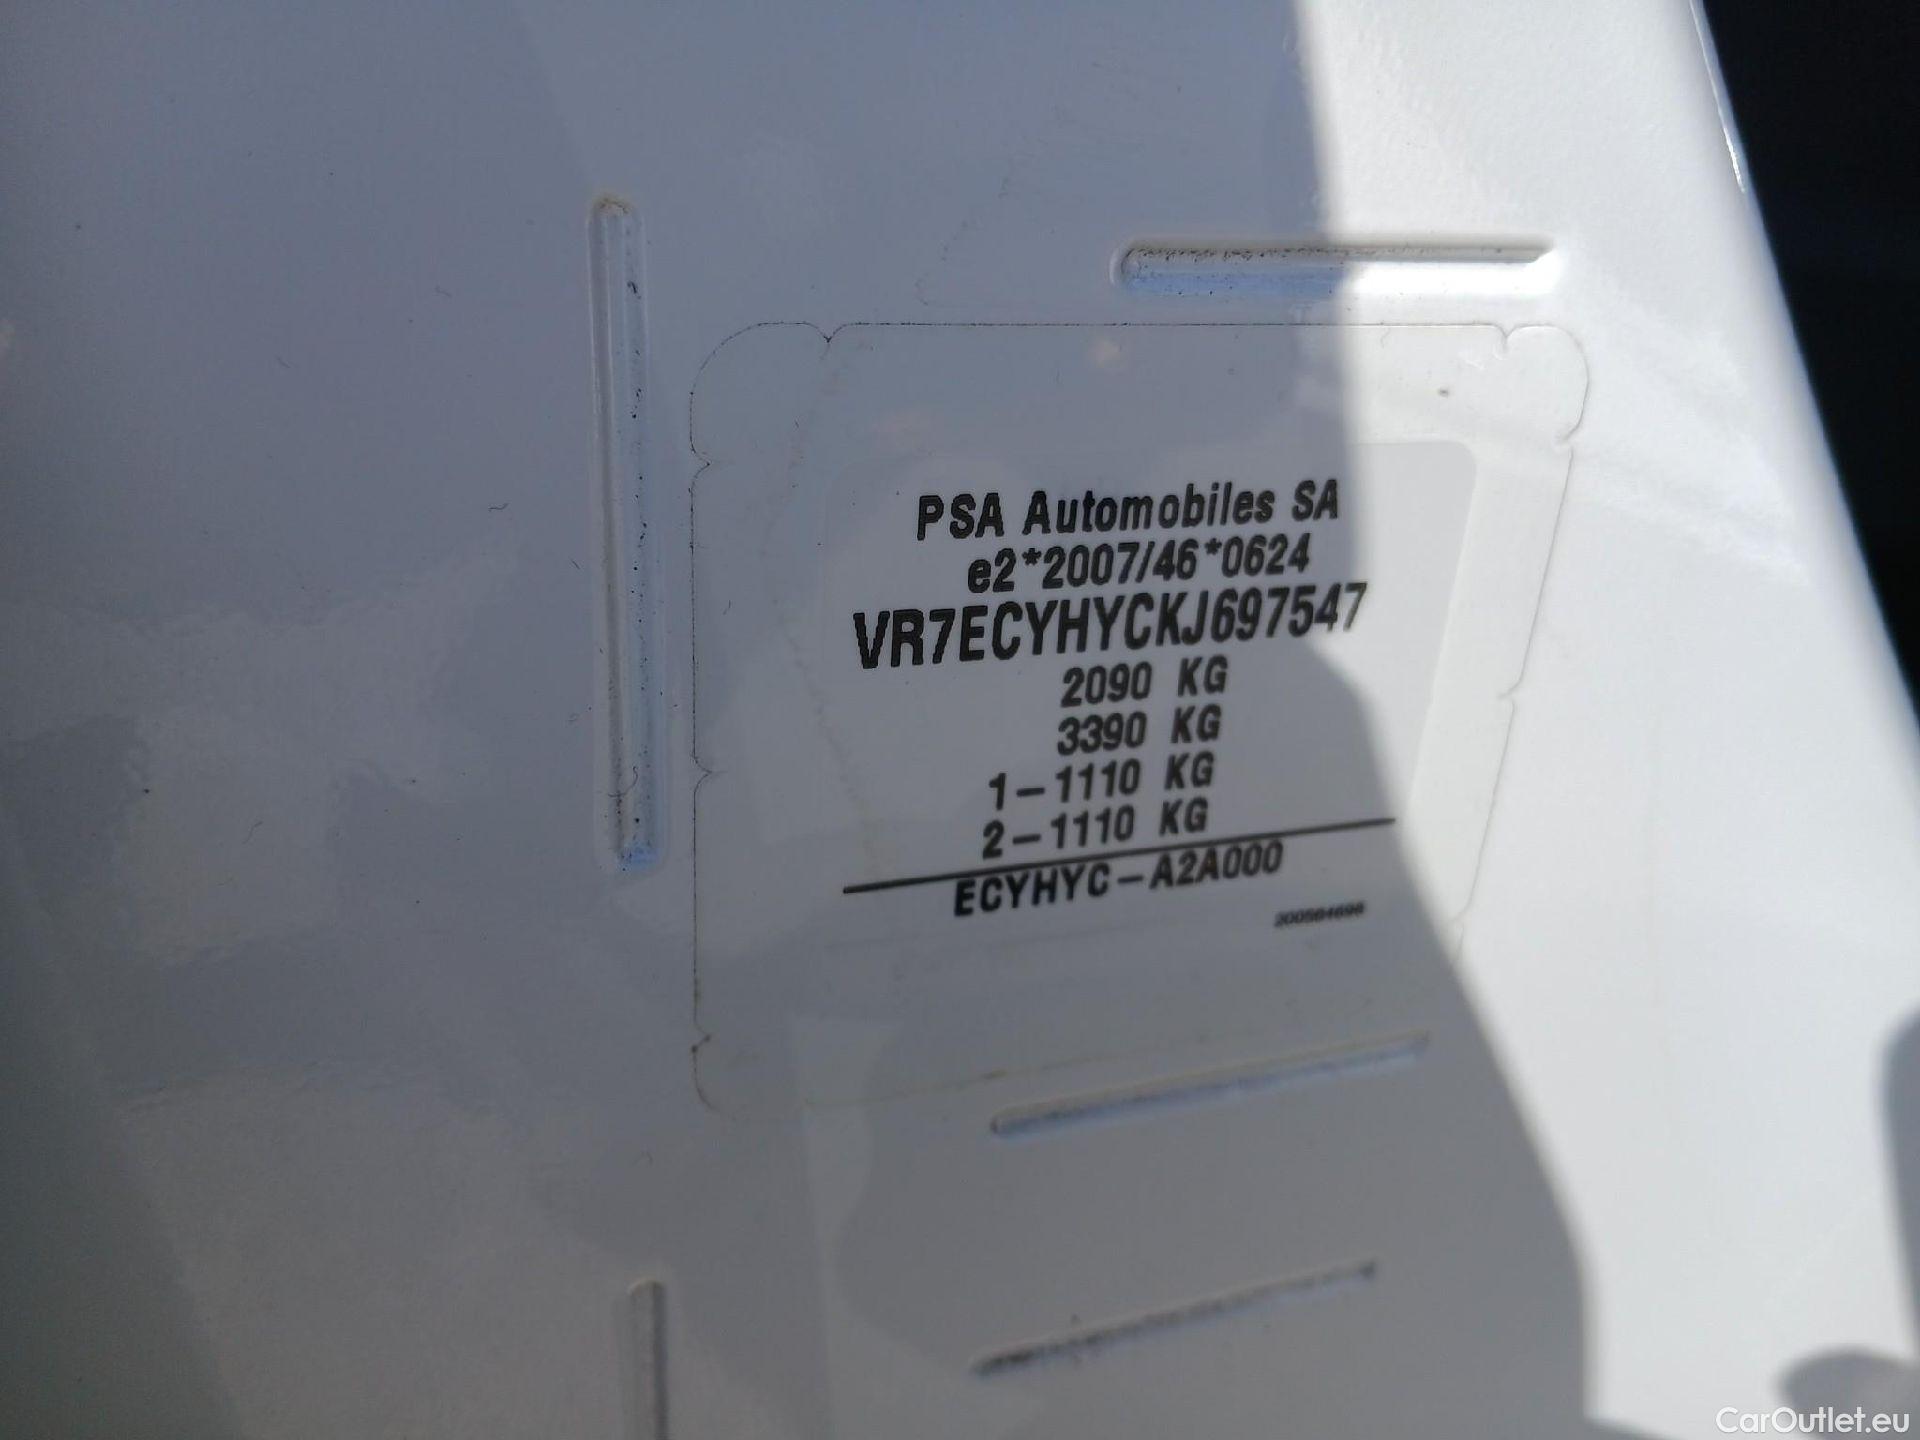 PSA Automobiles SA
e2*2007/46*0624
VR7ECYHYCKJ697547
2090 KG
3390 KG
1-1110 KG
2-1110 KG
ECYHYC-A2A000
200564698
CarOutlet.eu